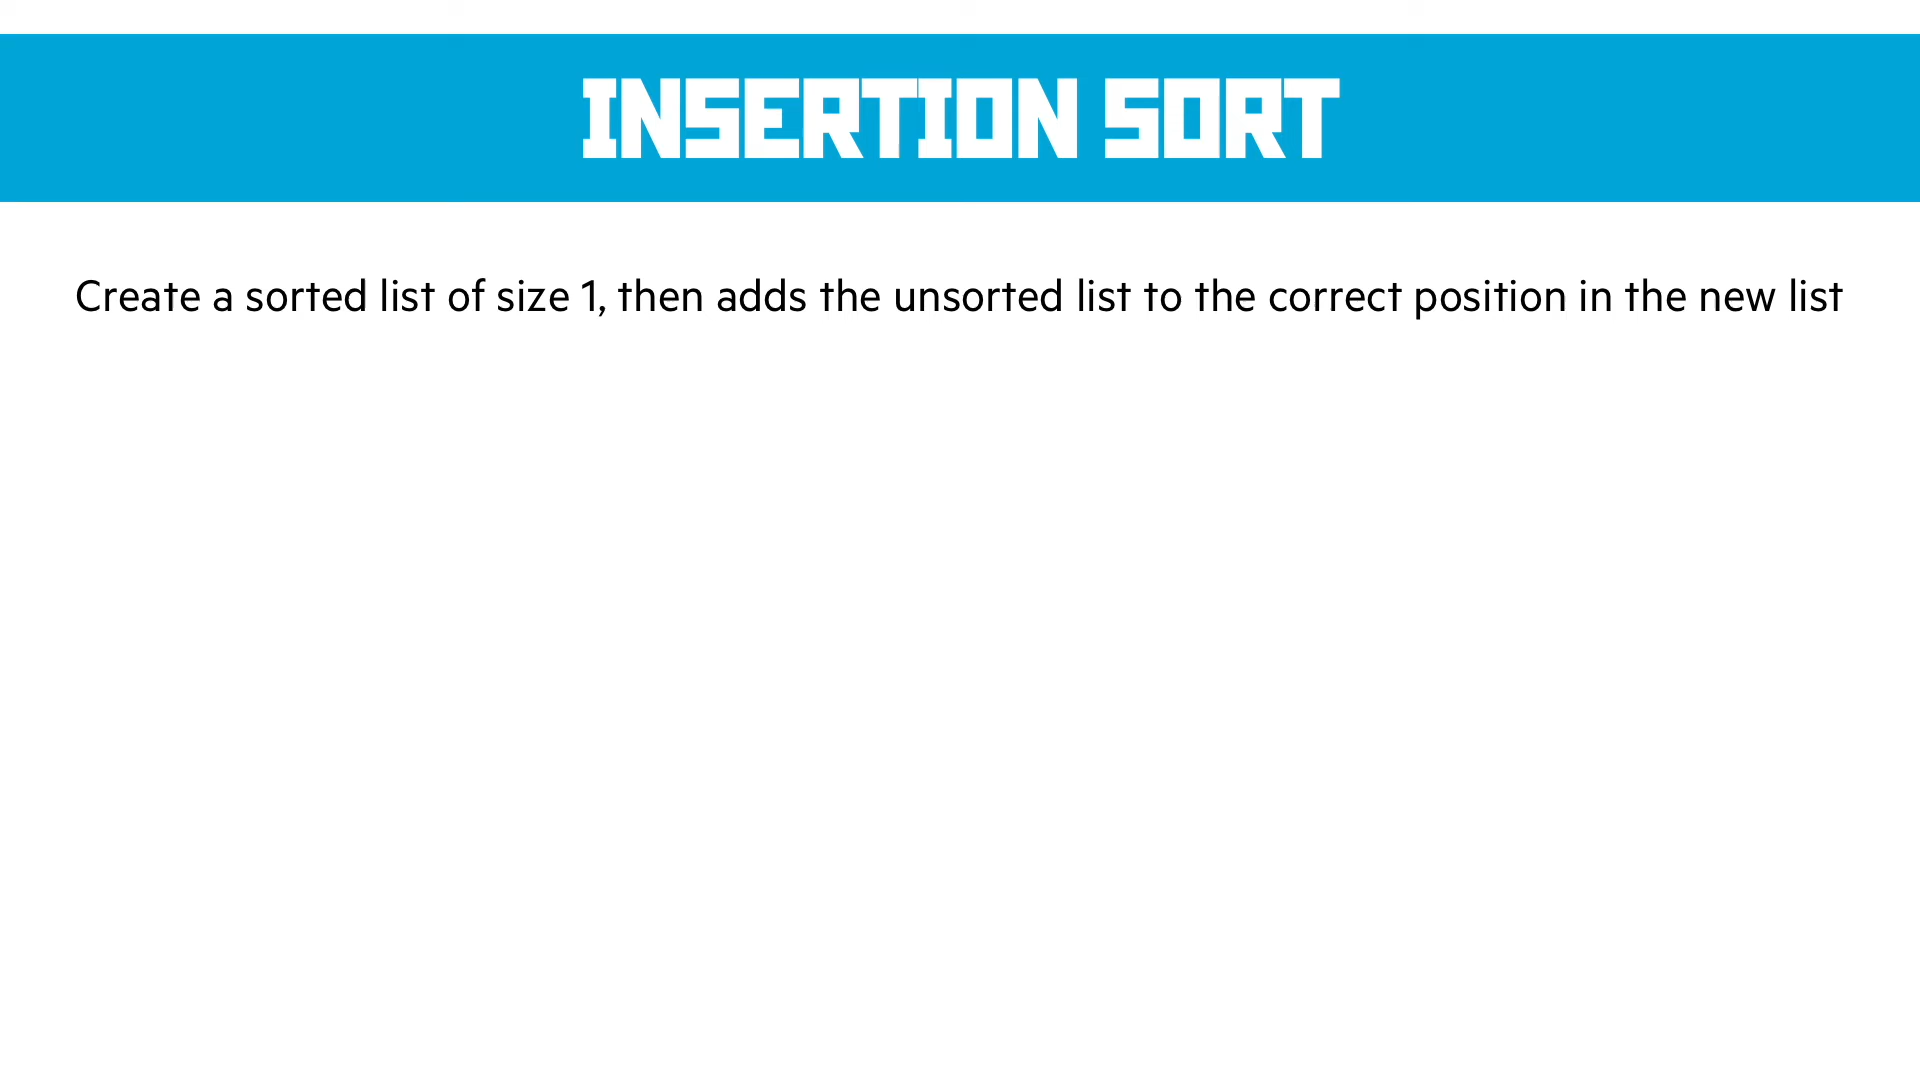 INSERTION SORT
Create a sorted list of size 1, then adds the unsorted list to the correct position in the new list